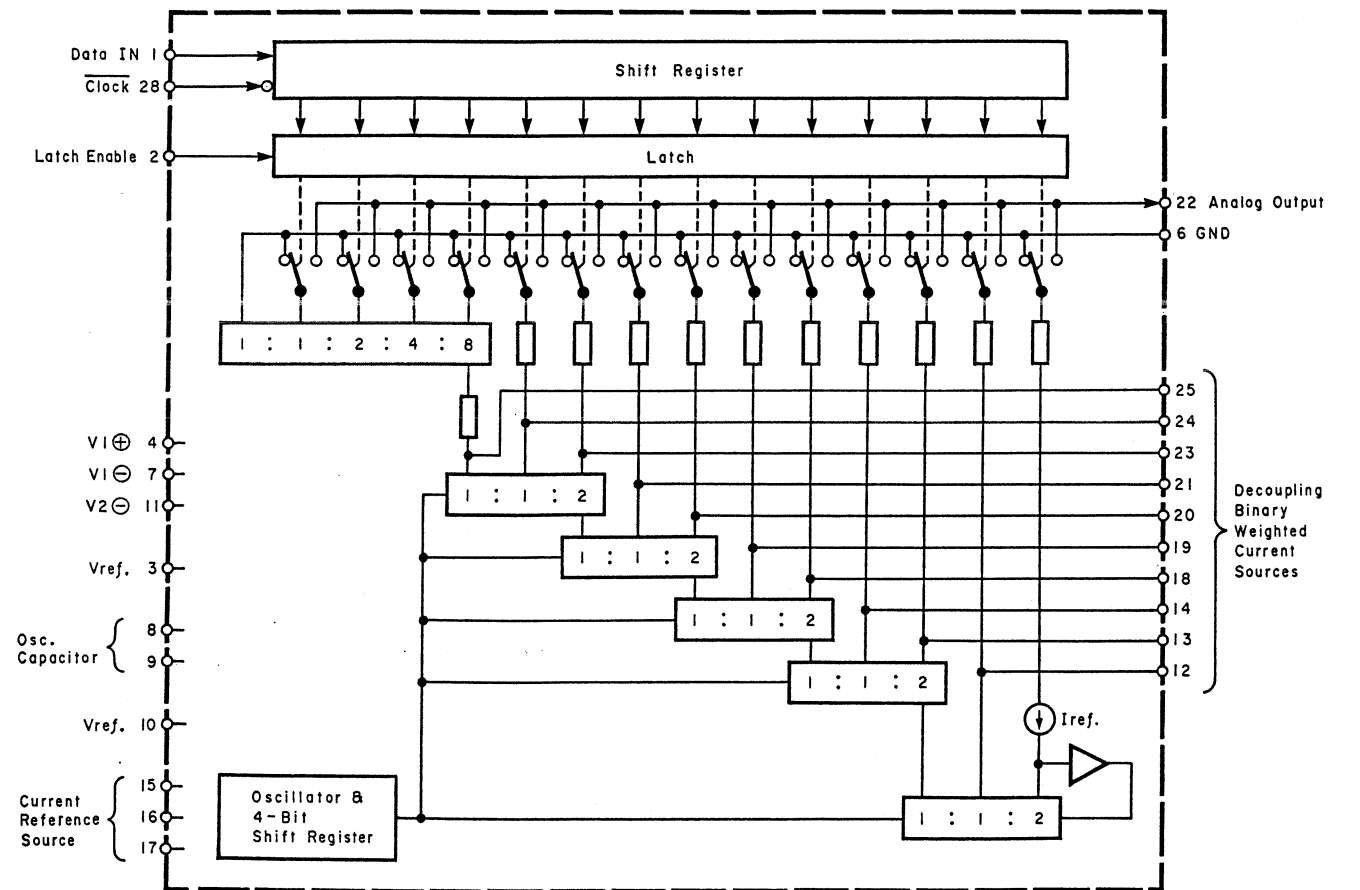 Data IN 1
Shift Register
Clock 28
Latch Enable 2
Latch
22 Analog Output
6 GND
1 : 1 : 2 : 4 : 8
25
24
V1⊕ 4
23
V1⊖ 7
21
1 : 1 : 2
V2⊖ 11
20
Decoupling
Binary
Weighted
Current
Sources
19
1 : 1 : 2
Vref. 3
18
14
1 : 1 : 2
Osc.
Capacitor
8
9
13
12
1 : 1 : 2
Vref. 10
Iref.
Current
Reference
Source
15
16
17
Oscillator &
4-Bit
Shift Register
1 : 1 : 2